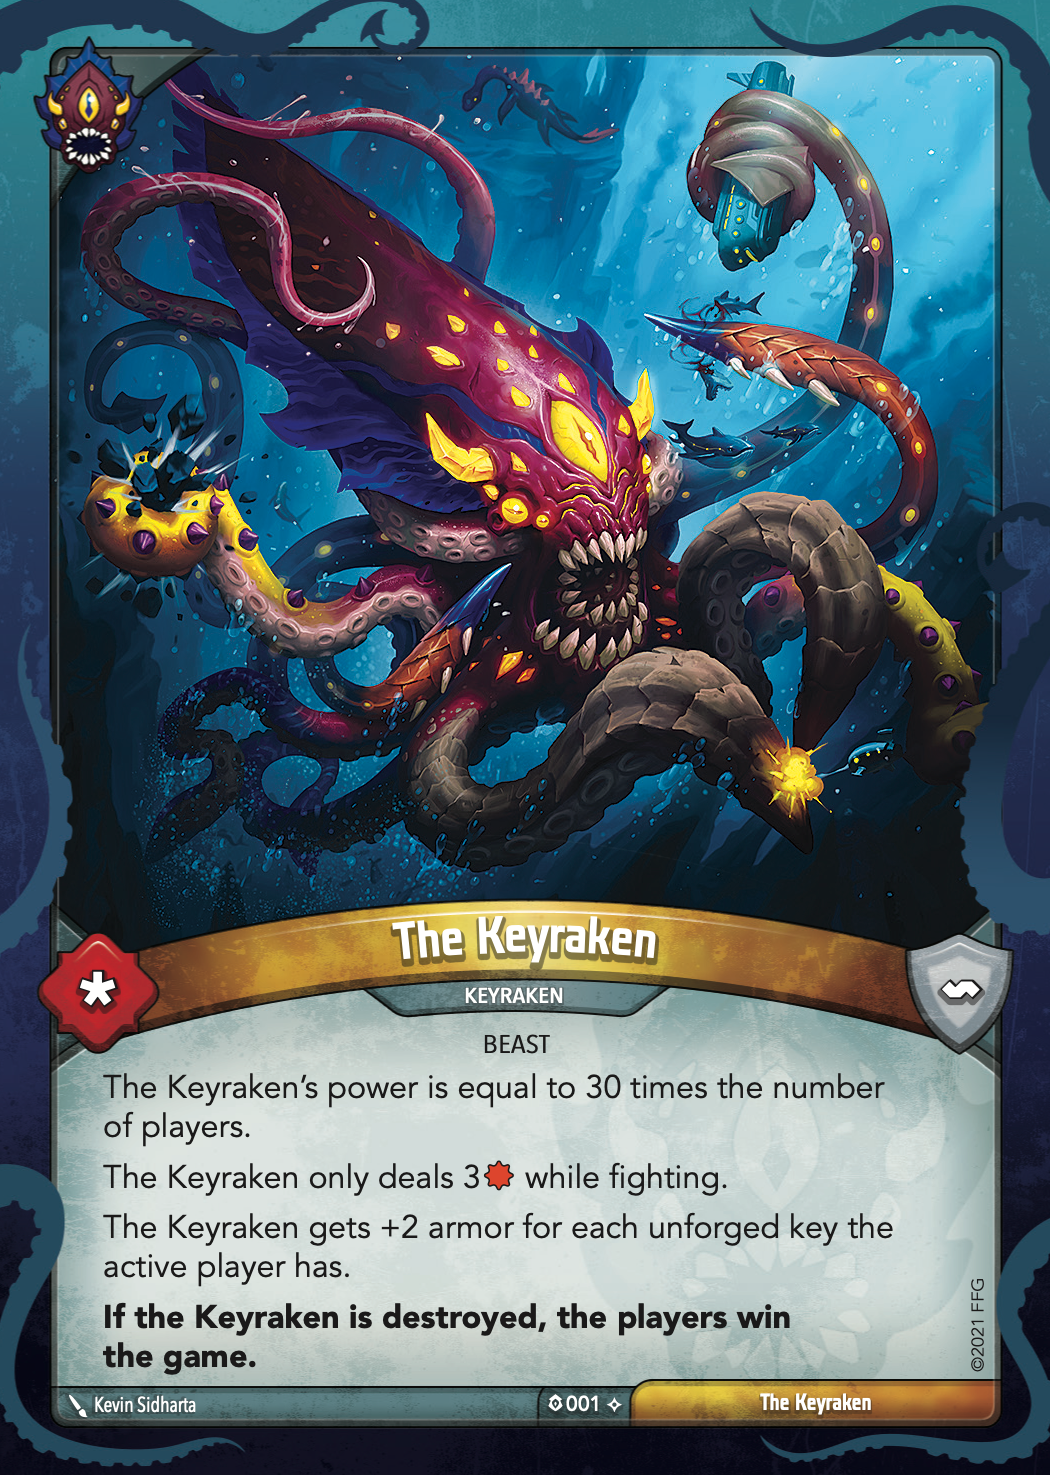 The Keyraken
*
~
KEYRAKEN
BEAST
The Keyraken’s power is equal to 30 times the number
of players.
The Keyraken only deals 3 while fighting.
The Keyraken gets +2 armor for each unforged key the
active player has.
If the Keyraken is destroyed, the players win
the game.
©2021 FFG
Kevin Sidharta
001
The Keyraken